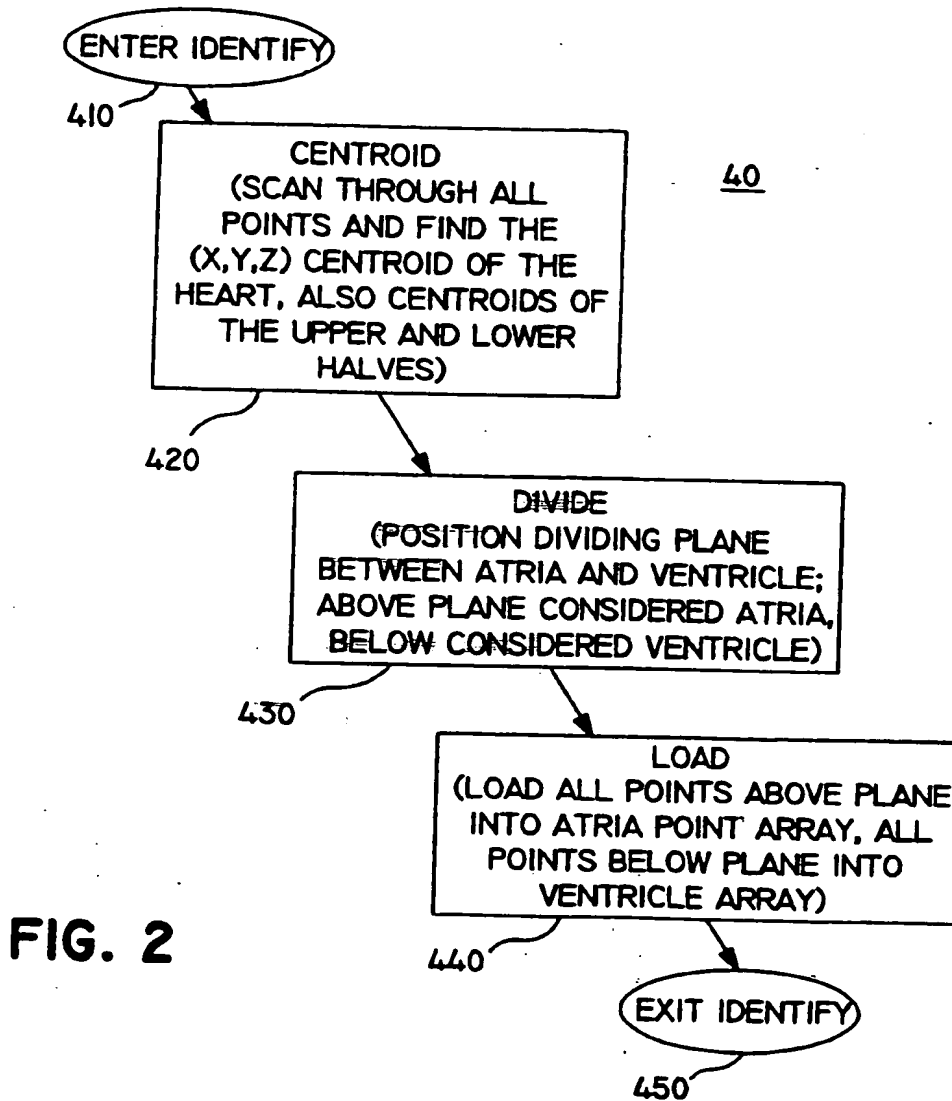 ENTER IDENTIFY
410
CENTROID
(SCAN THROUGH ALL
POINTS AND FIND THE
(X,Y,Z) CENTROID OF THE
HEART, ALSO CENTROIDS OF
THE UPPER AND LOWER
HALVES)
40
420
DIVIDE
(POSITION DIVIDING PLANE
BETWEEN ATRIA AND VENTRICLE;
ABOVE PLANE CONSIDERED ATRIA,
BELOW CONSIDERED VENTRICLE)
430
LOAD
(LOAD ALL POINTS ABOVE PLANE
INTO ATRIA POINT ARRAY, ALL
POINTS BELOW PLANE INTO
VENTRICLE ARRAY)
440
FIG. 2
EXIT IDENTIFY
450